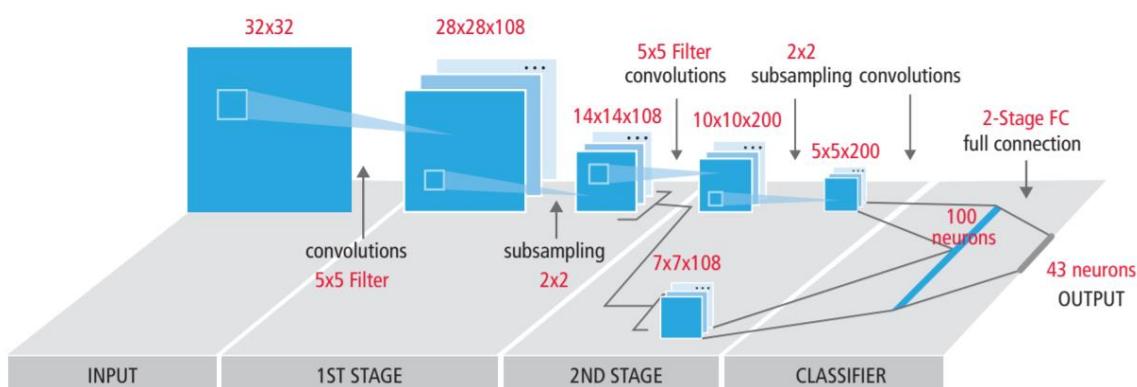 32x32
28x28x108
5x5 Filter
convolutions
2x2
subsampling convolutions
14x14x108
10x10x200
5x5x200
2-Stage FC
full connection
convolutions
5x5 Filter
subsampling
2x2
7x7x108
100
neurons
43 neurons
OUTPUT
INPUT
1ST STAGE
2ND STAGE
CLASSIFIER